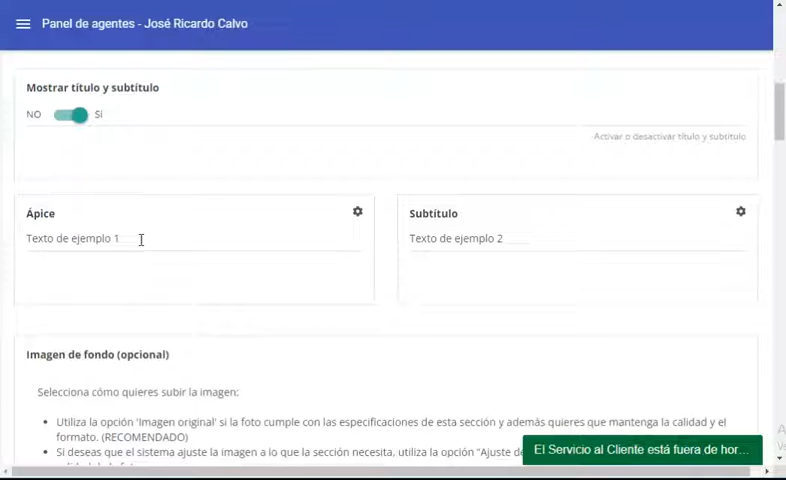 Panel de agentes - José Ricardo Calvo
Mostrar título y subtítulo
NO SI
Activar o desactivar título y subtítulo
Ápice
Subtítulo
Texto de ejemplo 1
Texto de ejemplo 2
Imagen de fondo (opcional)
Selecciona cómo quieres subir la imagen:
Utiliza la opción 'Imagen original' si la foto cumple con las especificaciones de esta sección y además quieres que mantenga la calidad y el
formato. (RECOMENDADO)
Si deseas que el sistema ajuste la imagen a lo que la sección necesita, utiliza la opción "Ajuste de
El Servicio al Cliente está fuera de hor...